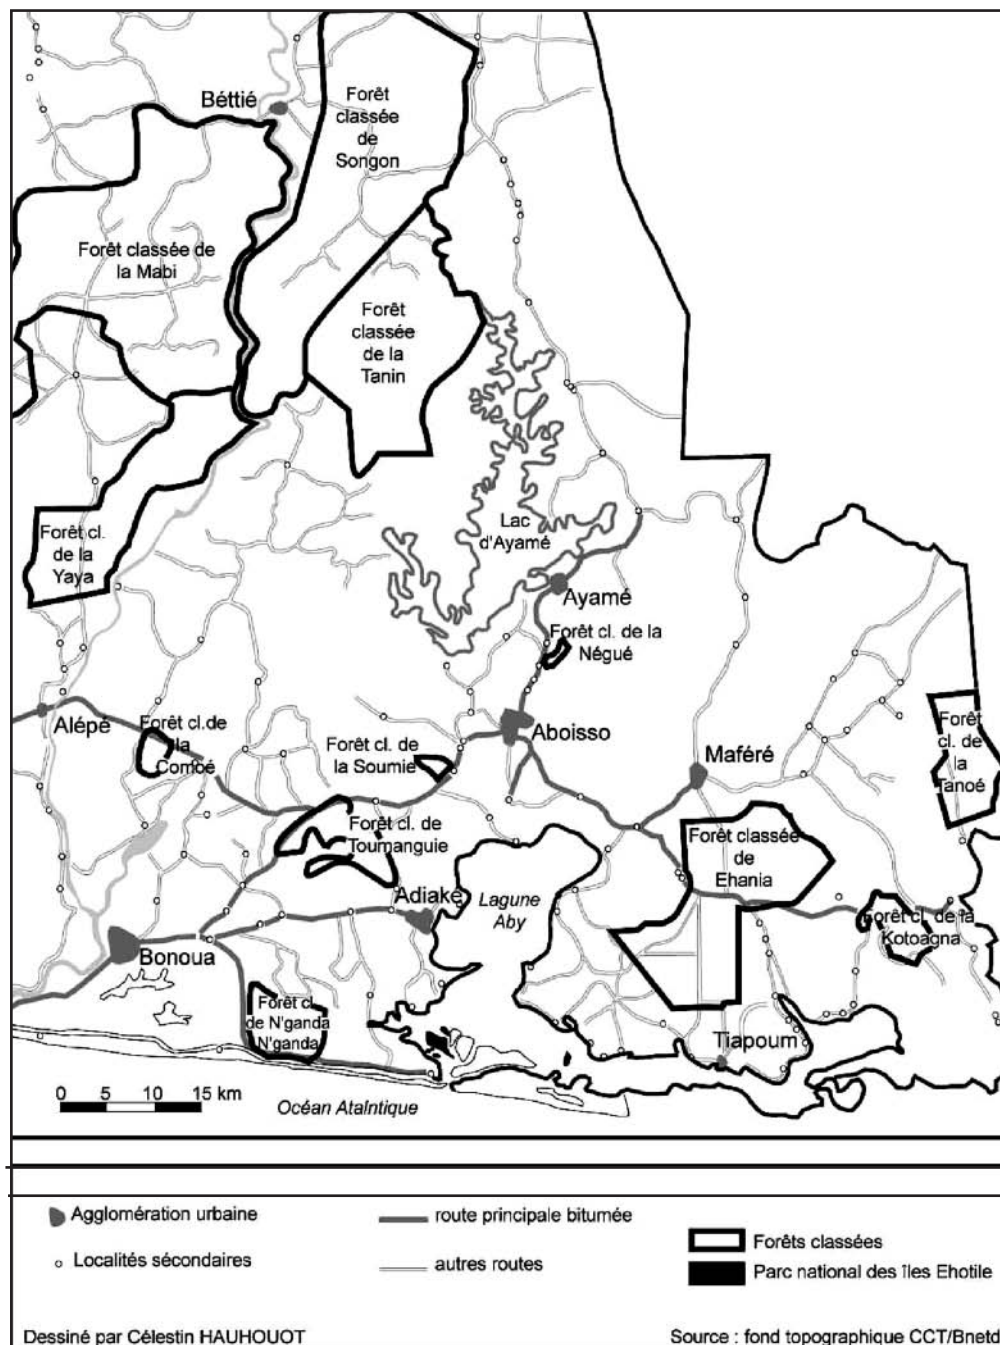 Béttié
Forêt
classée
de
Songon
Forêt classée de
la Mabi
Forêt
classée
de la
Tanin
Lac
d'Ayamé
Forêt cl.
de la
Yaya
Ayamé
Forêt cl. de la
Négué
Alépé
Forêt cl.de
la
Comoé
Forêt cl. de
la Soumie
Aboisso
Maféré
Forêt
cl. de
la
Tanoé
Forêt cl. de
Toumanguie
Forêt classée
de
Ehania
Adiaké
Lagune
Aby
Forêt cl. de la
Kotoagna
Bonoua
Forêt cl.
de N'ganda
N'ganda
Tiapoum
0 5 10 15 km
Océan Ataîntique
Agglomération urbaine
route principale bitumée
Forêts classées
Localités sécondaires
autres routes
Parc national des îles Ehotile
Dessiné par Célestin HAUHOUOT
Source : fond topographique CCT/Bnetd